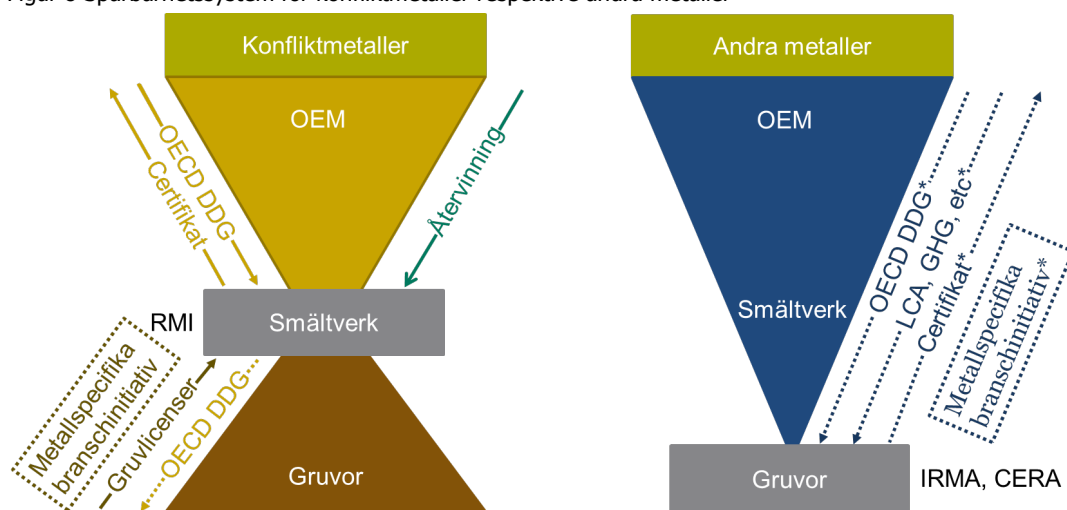 Konfliktmetaller
OEM
OECD DDG
Certifikat
Återvinning
RMI
Smältverk
Metallspecifika
branschinitiativ
Gruvlicenser
OECD DDG
Gruvor
Andra metaller
OEM
Smältverk
OECD DDG*
LCA, GHG, etc*
Certifikat*
Metallspecifika
branschinitiativ*
Gruvor
IRMA, CERA